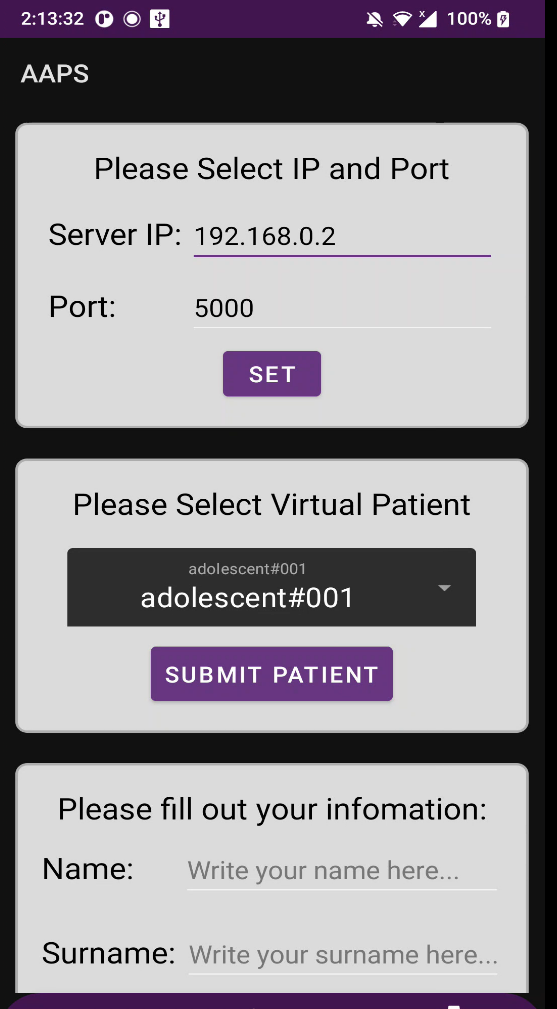 2:13:32 100%
AAPS
Please Select IP and Port
Server IP: 192.168.0.2
Port: 5000
SET
Please Select Virtual Patient
adolescent#001
adolescent#001
SUBMIT PATIENT
Please fill out your infomation:
Name: Write your name here...
Surname: Write your surname here...